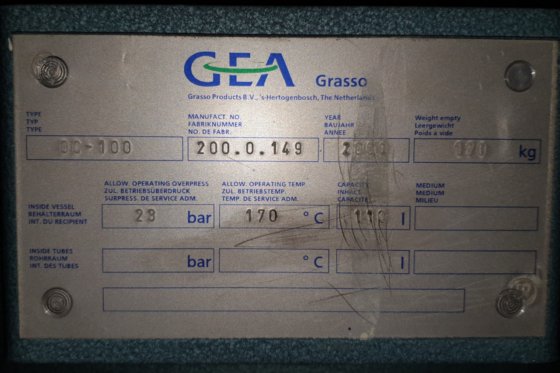 GEA Grasso
Grasso Products B.V., 's-Hertogenbosch, The Netherlands
TYPE
TYP
TYPE
MANUFACT. NO.
FABRIKNUMMER
NO. DE FABR.
YEAR
BAUJAHR
ANNEE
Weight empty
Leergewicht
Poids à vide
-100
200.0.149
kg
INSIDE VESSEL
BEHÄLTERRAUM
INT. DU RECIPIENT
ALLOW. OPERATING OVERPRESS
ZUL. BETRIEBSÜBERDRUCK
SURPRESS. DE SERVICE ADM.
ALLOW. OPERATING TEMP.
ZUL. BETRIEBSTEMP.
TEMP. DE SERVICE ADM.
CAPACITY
INHALT
CAPACITE
MEDIUM
MEDIUM
MILIEU
23 bar
170 °C
l
INSIDE TUBES
ROHRRAUM
INT. DES TUBES
bar
°C
l